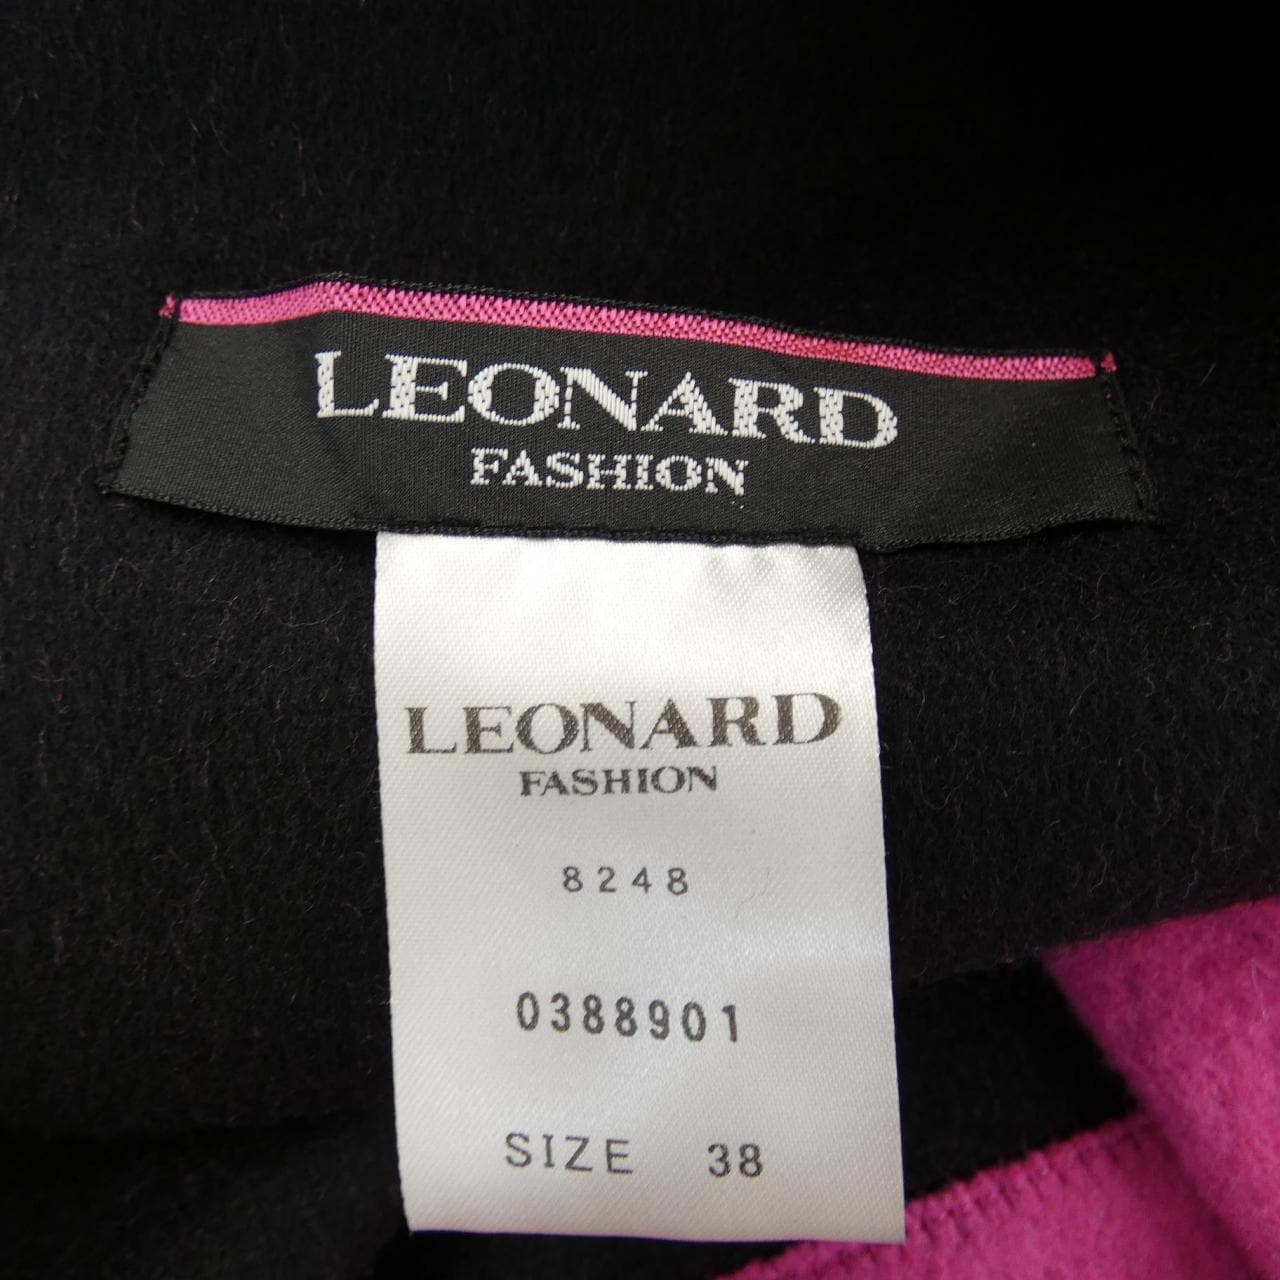 LEONARD
FASHION
LEONARD
FASHION
8248
0388901
SIZE 38